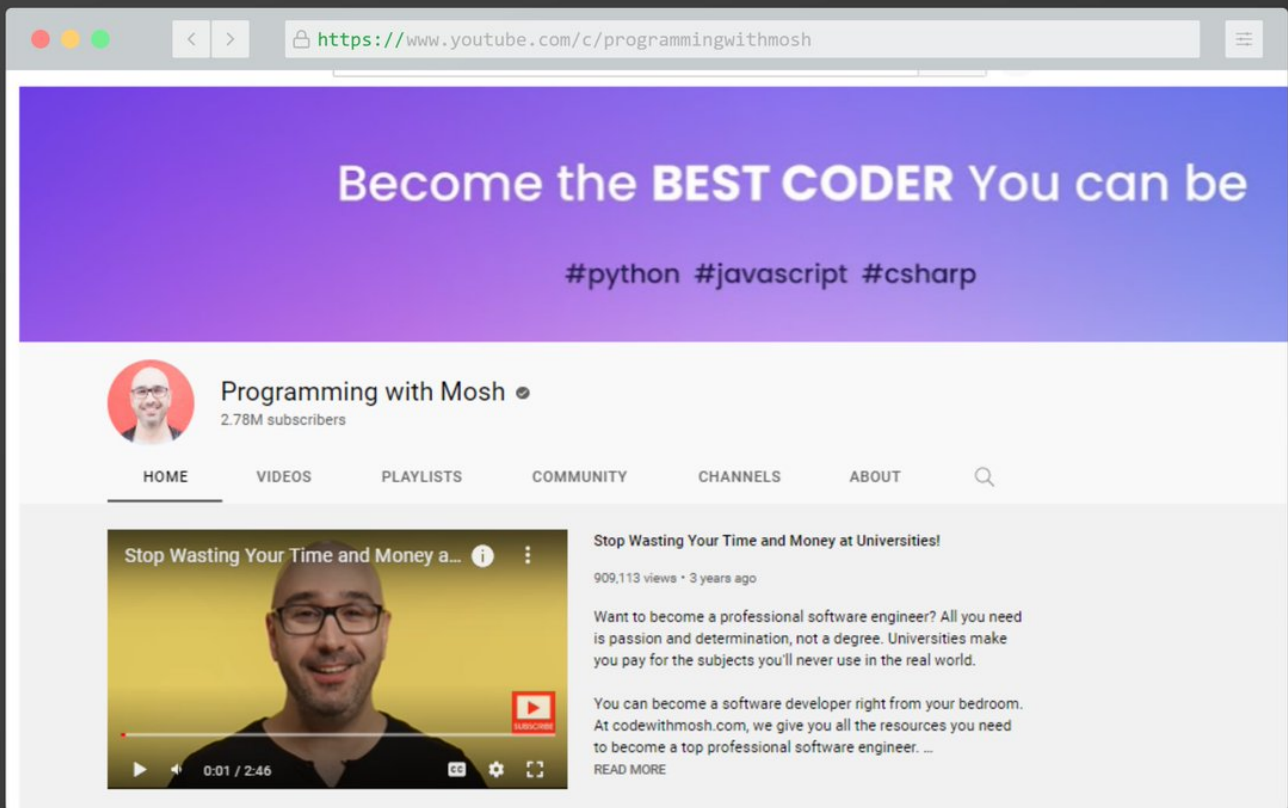 https://www.youtube.com/c/programmingwithmosh
Become the BEST CODER You can be
#python #javascript #csharp
Programming with Mosh
2.78M subscribers
HOME VIDEOS PLAYLISTS COMMUNITY CHANNELS ABOUT
Stop Wasting Your Time and Money a...
SUBSCRIBE
0:01 / 2:46
CC
Stop Wasting Your Time and Money at Universities!
909,113 views • 3 years ago
Want to become a professional software engineer? All you need
is passion and determination, not a degree. Universities make
you pay for the subjects you'll never use in the real world.
You can become a software developer right from your bedroom.
At codewithmosh.com, we give you all the resources you need
to become a top professional software engineer. ...
READ MORE